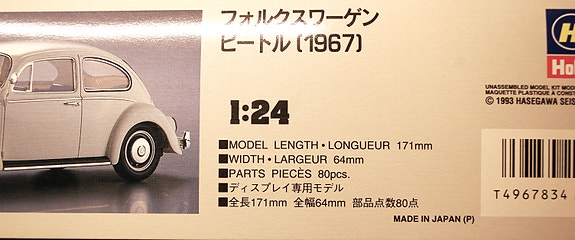 フォルクスワーゲン
ビートル(1967)
1:24
■MODEL LENGTH・LONGUEUR 171mm
■WIDTH・LARGEUR 64mm
■PARTS PIECÈS 80pcs.
■ディスプレイ専用モデル
■全長171mm 全幅64mm 部品点数80点
MADE IN JAPAN (P)
UNASSEMBLED MODEL KIT
MAQUETTE PLASTIQUE À
© 1993 HASEGAWA
T4967834